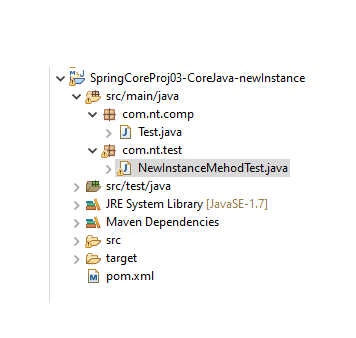 SpringCoreProj03-CoreJava-newInstance
src/main/java
com.nt.comp
Test.java
com.nt.test
NewInstanceMehodTest.java
src/test/java
JRE System Library [JavaSE-1.7]
Maven Dependencies
src
target
pom.xml